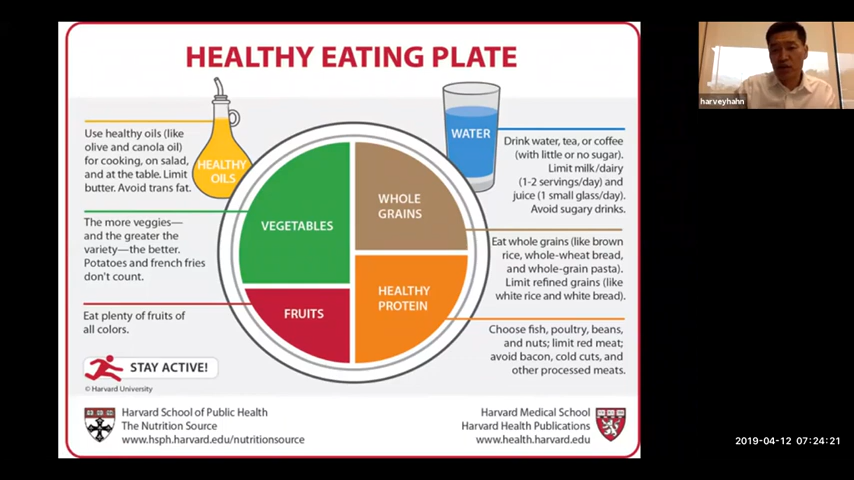 HEALTHY EATING PLATE
Use healthy oils (like
olive and canola oil)
for cooking, on salad,
and at the table. Limit
butter. Avoid trans fat.
HEALTHY
OILS
The more veggies—
and the greater the
variety—the better.
Potatoes and french fries
don't count.
Eat plenty of fruits of
all colors.
STAY ACTIVE!
© Harvard University
VEGETABLES
FRUITS
WHOLE
GRAINS
HEALTHY
PROTEIN
WATER
Drink water, tea, or coffee
(with little or no sugar).
Limit milk/dairy
(1-2 servings/day) and
juice (1 small glass/day).
Avoid sugary drinks.
Eat whole grains (like brown
rice, whole-wheat bread,
and whole-grain pasta).
Limit refined grains (like
white rice and white bread).
Choose fish, poultry, beans,
and nuts; limit red meat;
avoid bacon, cold cuts, and
other processed meats.
Harvard School of Public Health
The Nutrition Source
www.hsph.harvard.edu/nutritionsource
Harvard Medical School
Harvard Health Publications
www.health.harvard.edu
harveyhahn
2019-04-12 07:24:21